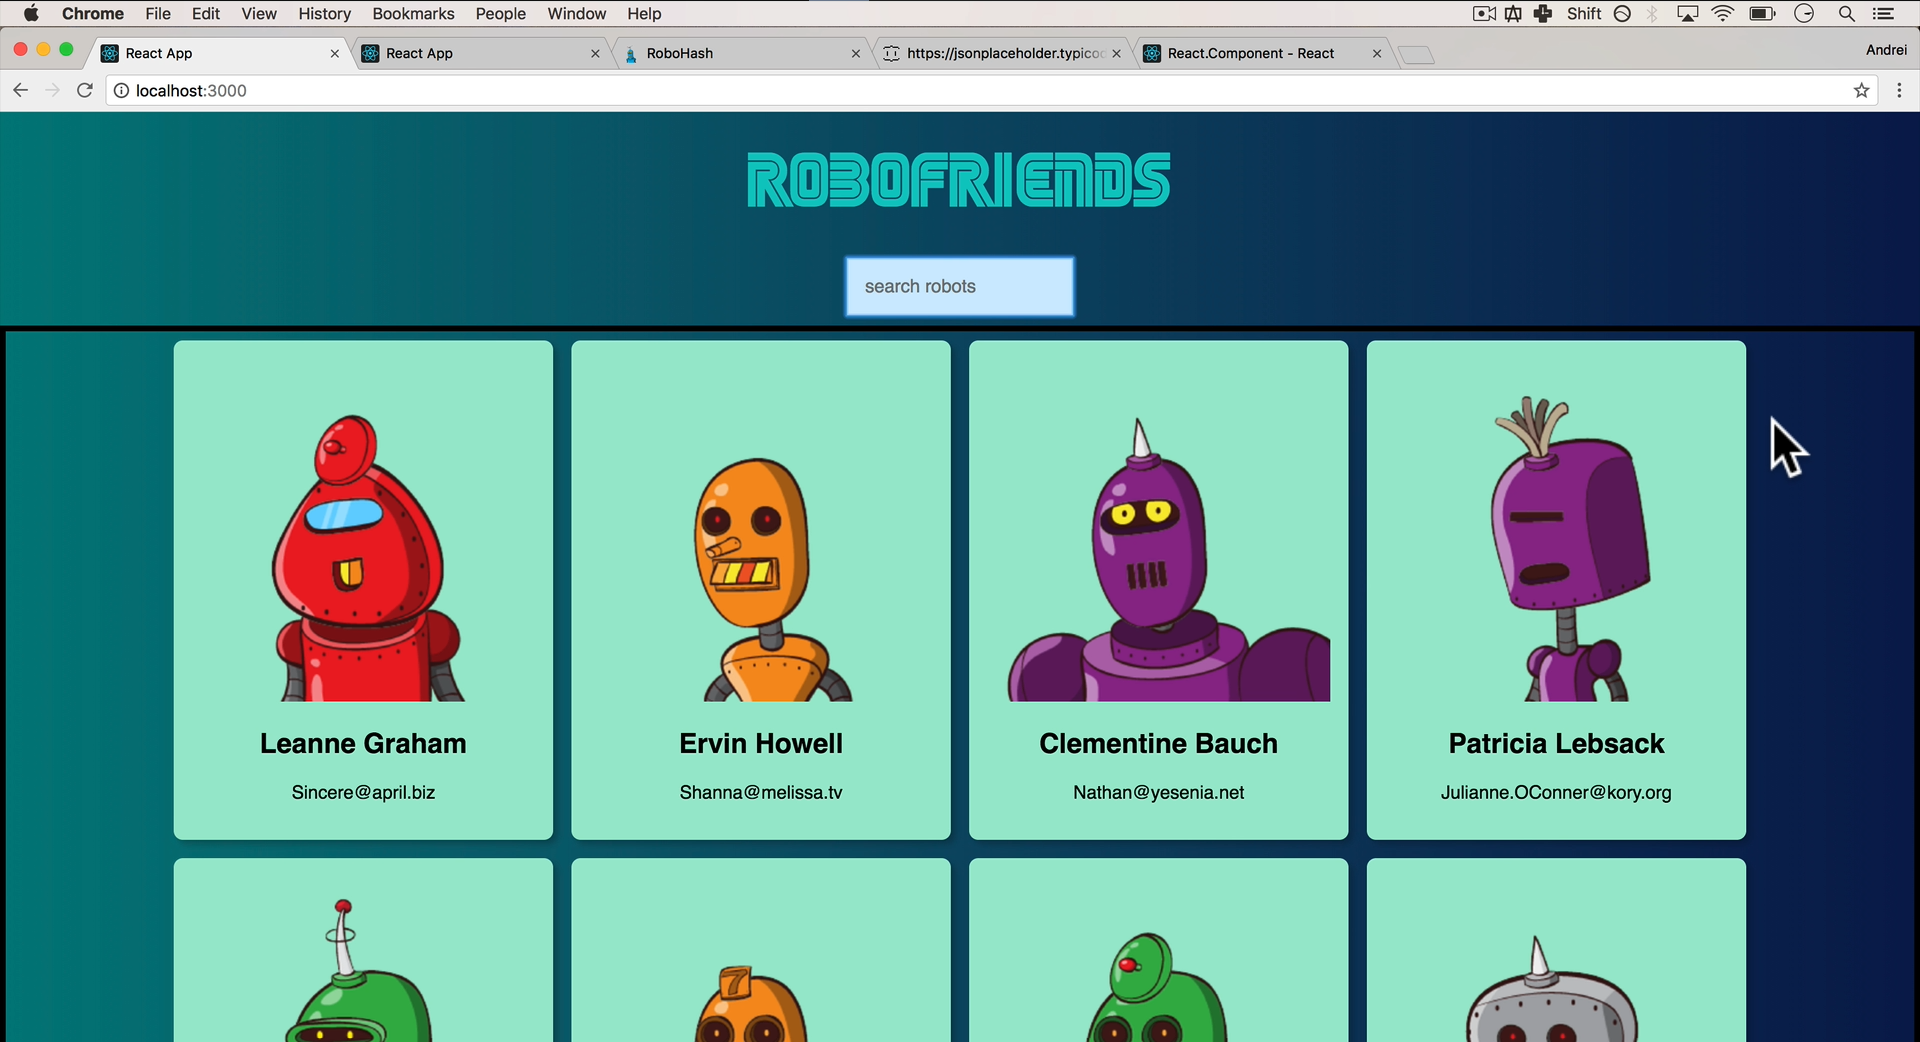 Chrome File Edit View History Bookmarks People Window Help Shift
React App React App RoboHash https://jsonplaceholder.typico React.Component - React Andrei
localhost:3000
ROBOFRIENDS
search robots
Leanne Graham Ervin Howell Clementine Bauch Patricia Lebsack
Sincere@april.biz Shanna@melissa.tv Nathan@yesenia.net Julianne.OConner@kory.org
7